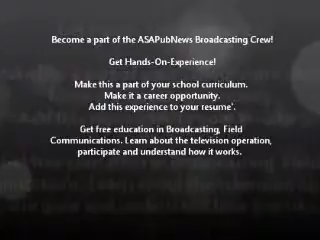 Become a part of the ASAPubNews Broadcasting Crew!
Get Hands-On-Experience!
Make this a part of your school curriculum.
Make it a career opportunity.
Add this experience to your resume'.
Get free education in Broadcasting, Field
Communications. Learn about the television operation,
participate and understand how it works.